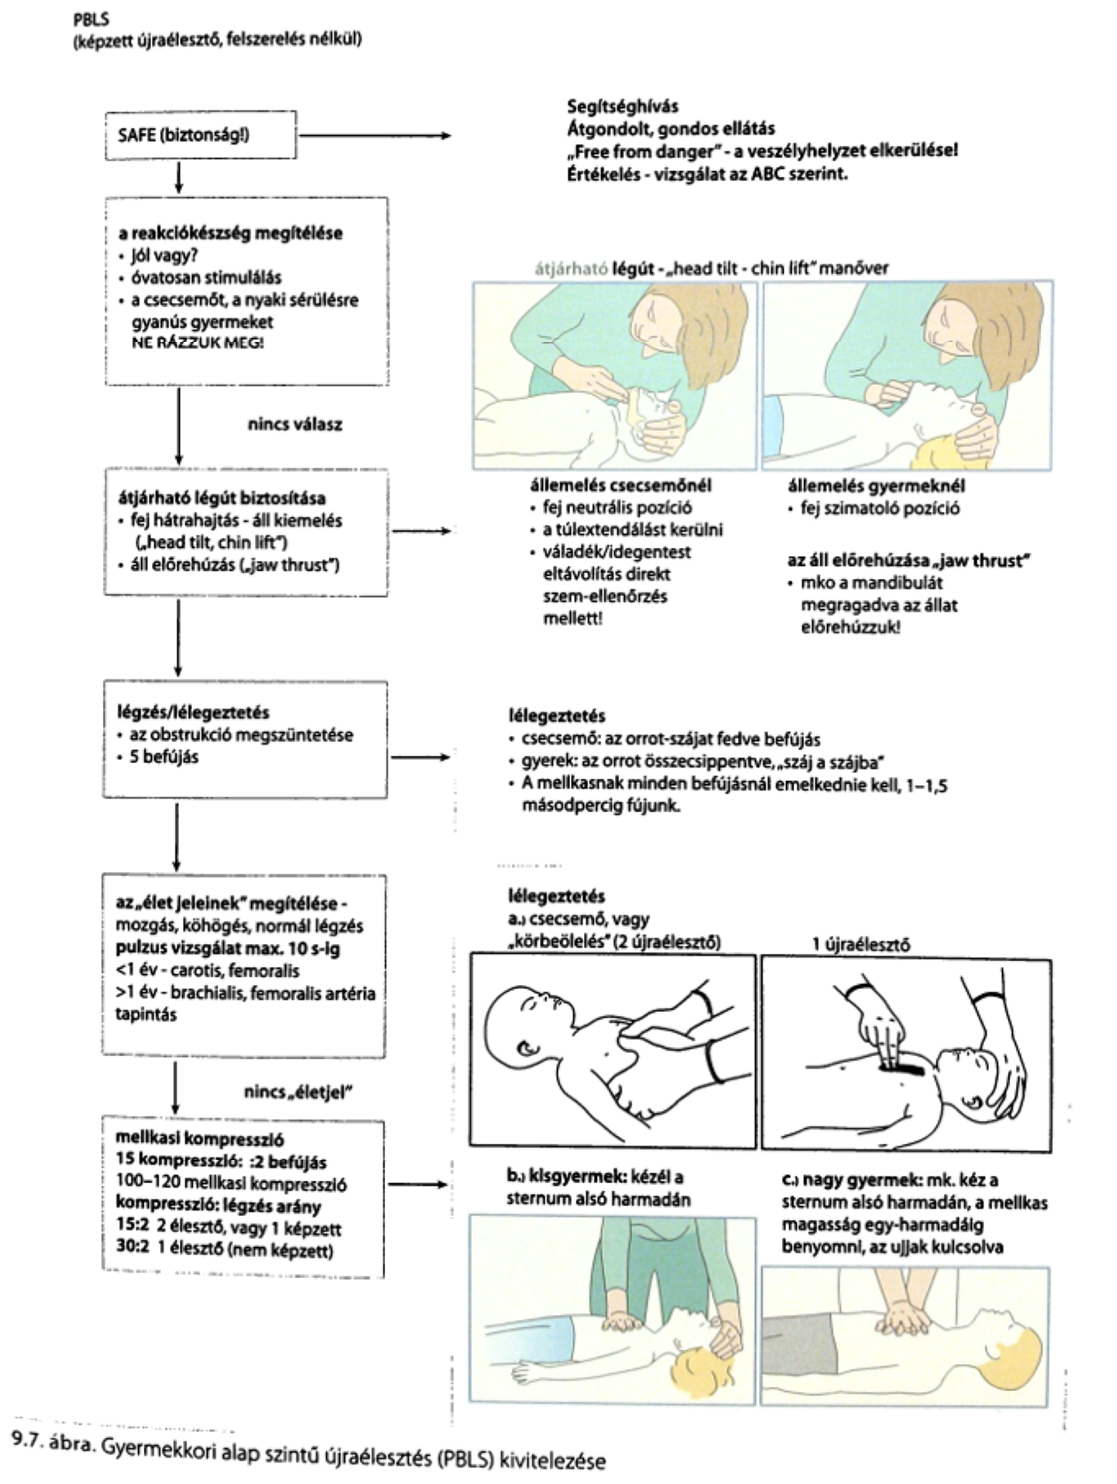 PBLS
(képzett újraélesztő, felszerelés nélkül)
SAFE (biztonság!)
Segítséghívás
Átgondolt, gondos ellátás
„Free from danger” - a veszélyhelyzet elkerülése!
Értékelés - vizsgálat az ABC szerint.
a reakciókészség megítélése
• Jól vagy?
• óvatosan stimulálás
• a csecsemőt, a nyaki sérülésre
gyanús gyermeket
NE RÁZZUK MEG!
nincs válasz
átjárható légút - „head tilt - chin lift” manőver
átjárható légút biztosítása
• fej hátrahajtás - áll kiemelés
(„head tilt, chin lift”)
• áll előrehúzás („jaw thrust”)
állemelés csecsemőnél
• fej neutrális pozíció
• a túlextendálást kerülni
• váladék/idegentest
eltávolítás direkt
szem-ellenőrzés
mellett!
állemelés gyermeknél
• fej szimatoló pozíció
az áll előrehúzása „jaw thrust”
• mko a mandibulát
megragadva az állat
előrehúzzuk!
légzés/lélegeztetés
• az obstrukció megszüntetése
• 5 befújás
lélegeztetés
• csecsemő: az orrot-szájat fedve befújás
• gyerek: az orrot összecsippentve, „száj a szájba”
• A mellkasnak minden befújásnál emelkednie kell, 1–1,5
másodpercig fújunk.
az „élet jeleinek” megítélése -
mozgás, köhögés, normál légzés
pulzus vizsgálat max. 10 s-ig
<1 év - carotis, femoralis
>1 év - brachialis, femoralis artéria
tapintás
nincs „életjel”
lélegeztetés
a.) csecsemő, vagy
„körbeölelés” (2 újraélesztő)
1 újraélesztő
mellkasi kompresszió
15 kompresszió: :2 befújás
100–120 mellkasi kompresszió
kompresszió: légzés arány
15:2 2 élesztő, vagy 1 képzett
30:2 1 élesztő (nem képzett)
b.) kisgyermek: kézél a
sternum alsó harmadán
c.) nagy gyermek: mk. kéz a
sternum alsó harmadán, a mellkas
magasság egy-harmadáig
benyomni, az ujjak kulcsolva
9.7. ábra. Gyermekkori alap szintű újraélesztés (PBLS) kivitelezése